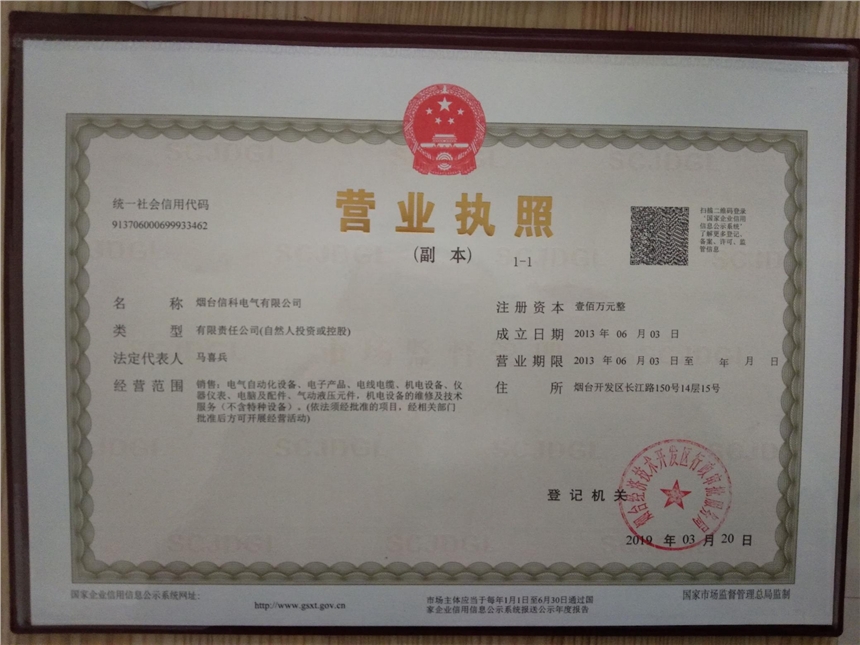 统一社会信用代码
913706000699933462
营业执照
(副 本)
1-1
扫描二维码登录
“国家企业信用
信息公示系统”
了解更多登记、
备案、许可、监
管信息
名 称 烟台信科电气有限公司
类 型 有限责任公司(自然人投资或控股)
法定代表人 马喜兵
经营范围 销售：电气自动化设备、电子产品、电线电缆、机电设备、仪
器仪表、电脑及配件、气动液压元件，机电设备的维修及技术
服务（不含特种设备）。(依法须经批准的项目，经相关部门
批准后方可开展经营活动)
注册资本 壹佰万元整
成立日期 2013 年 06 月 03 日
营业期限 2013 年 06 月 03 日 至 年 月 日
住 所 烟台开发区长江路150号14层15号
登记机关
烟台经济技术开发区行政审批服务局
2019 年 03 月 20 日
国家企业信用信息公示系统网址：
http://www.gsxt.gov.cn
市场主体应当于每年1月1日至6月30日通过国
家企业信用信息公示系统报送公示年度报告
国家市场监督管理总局监制